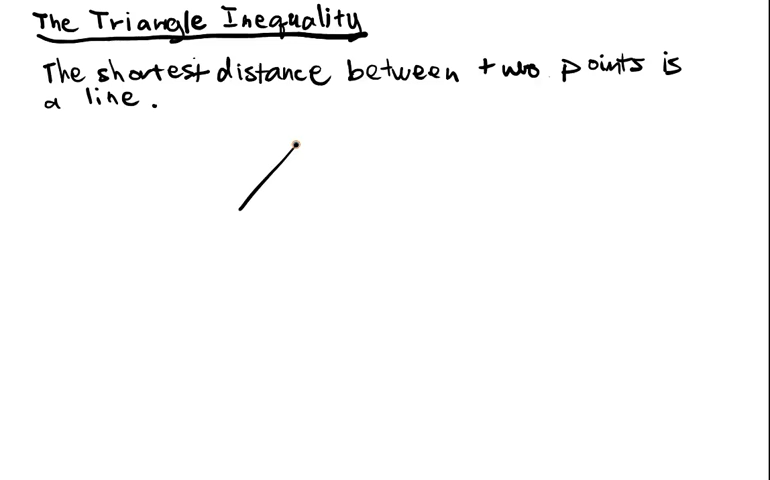 The Triangle Inequality
The shortest distance between two points is
a line.